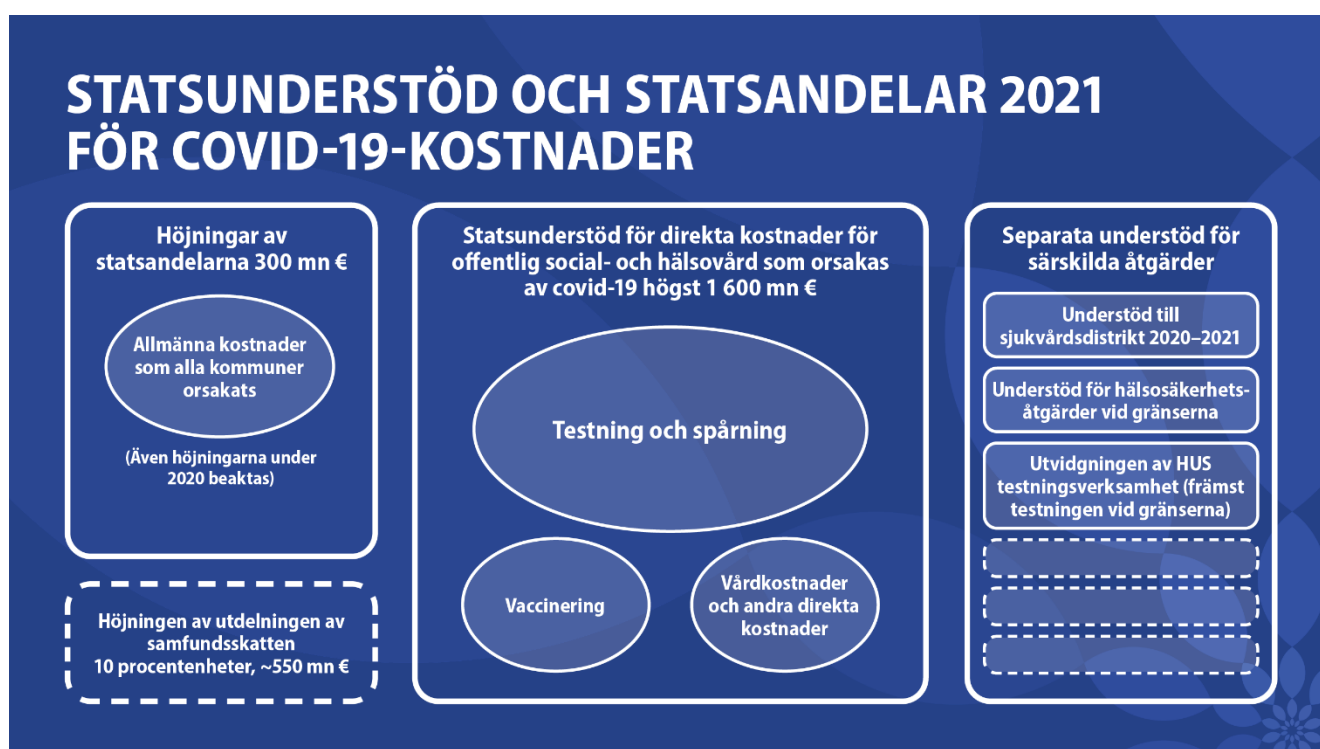 STATSUNDERSTÖD OCH STATSANDELAR 2021
FÖR COVID-19-KOSTNADER
Höjningar av
statsandelarna 300 mn €
Allmänna kostnader
som alla kommuner
orsakats
(Även höjningarna under
2020 beaktas)
Höjningen av utdelningen av
samfundsskatten
10 procentenheter, ~550 mn €
Statsunderstöd för direkta kostnader för
offentlig social- och hälsovård som orsakas
av covid-19 högst 1 600 mn €
Testning och spårning
Vaccinering
Vårdkostnader
och andra direkta
kostnader
Separata understöd för
särskilda åtgärder
Understöd till
sjukvårdsdistrikt 2020–2021
Understöd för hälsosäkerhets-
åtgärder vid gränserna
Utvidgningen av HUS
testningsverksamhet (främst
testningen vid gränserna)